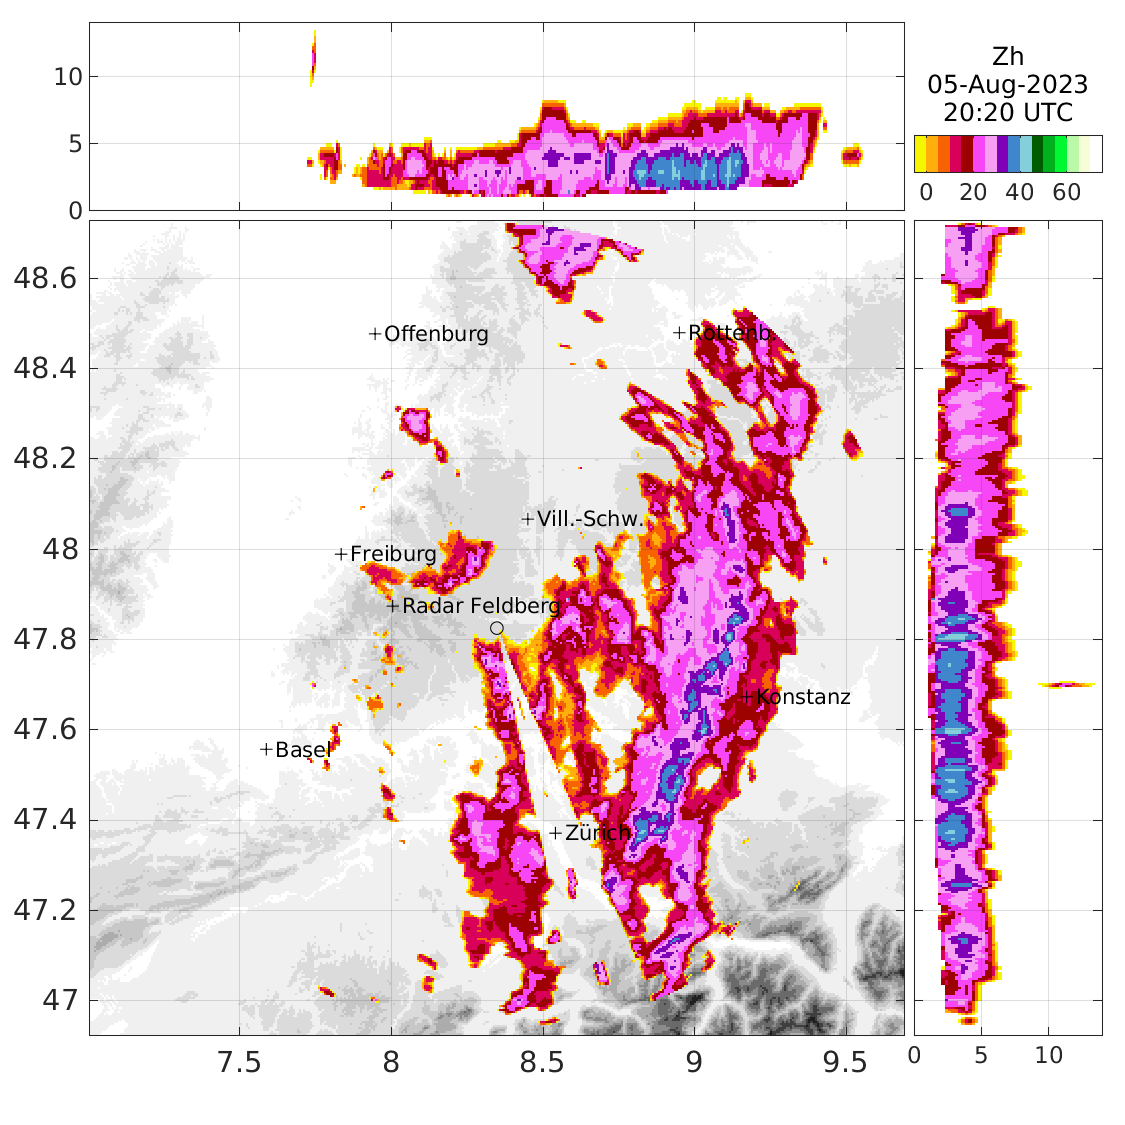 Zh
05-Aug-2023
20:20 UTC
0 20 40 60
10
5
0
48.6
48.4
48.2
48
47.8
47.6
47.4
47.2
47
+Offenburg
+Rottenb.
+Vill.-Schw.
+Freiburg
+Radar Feldberg
+Konstanz
+Basel
+Zürich
7.5 8 8.5 9 9.5
0 5 10